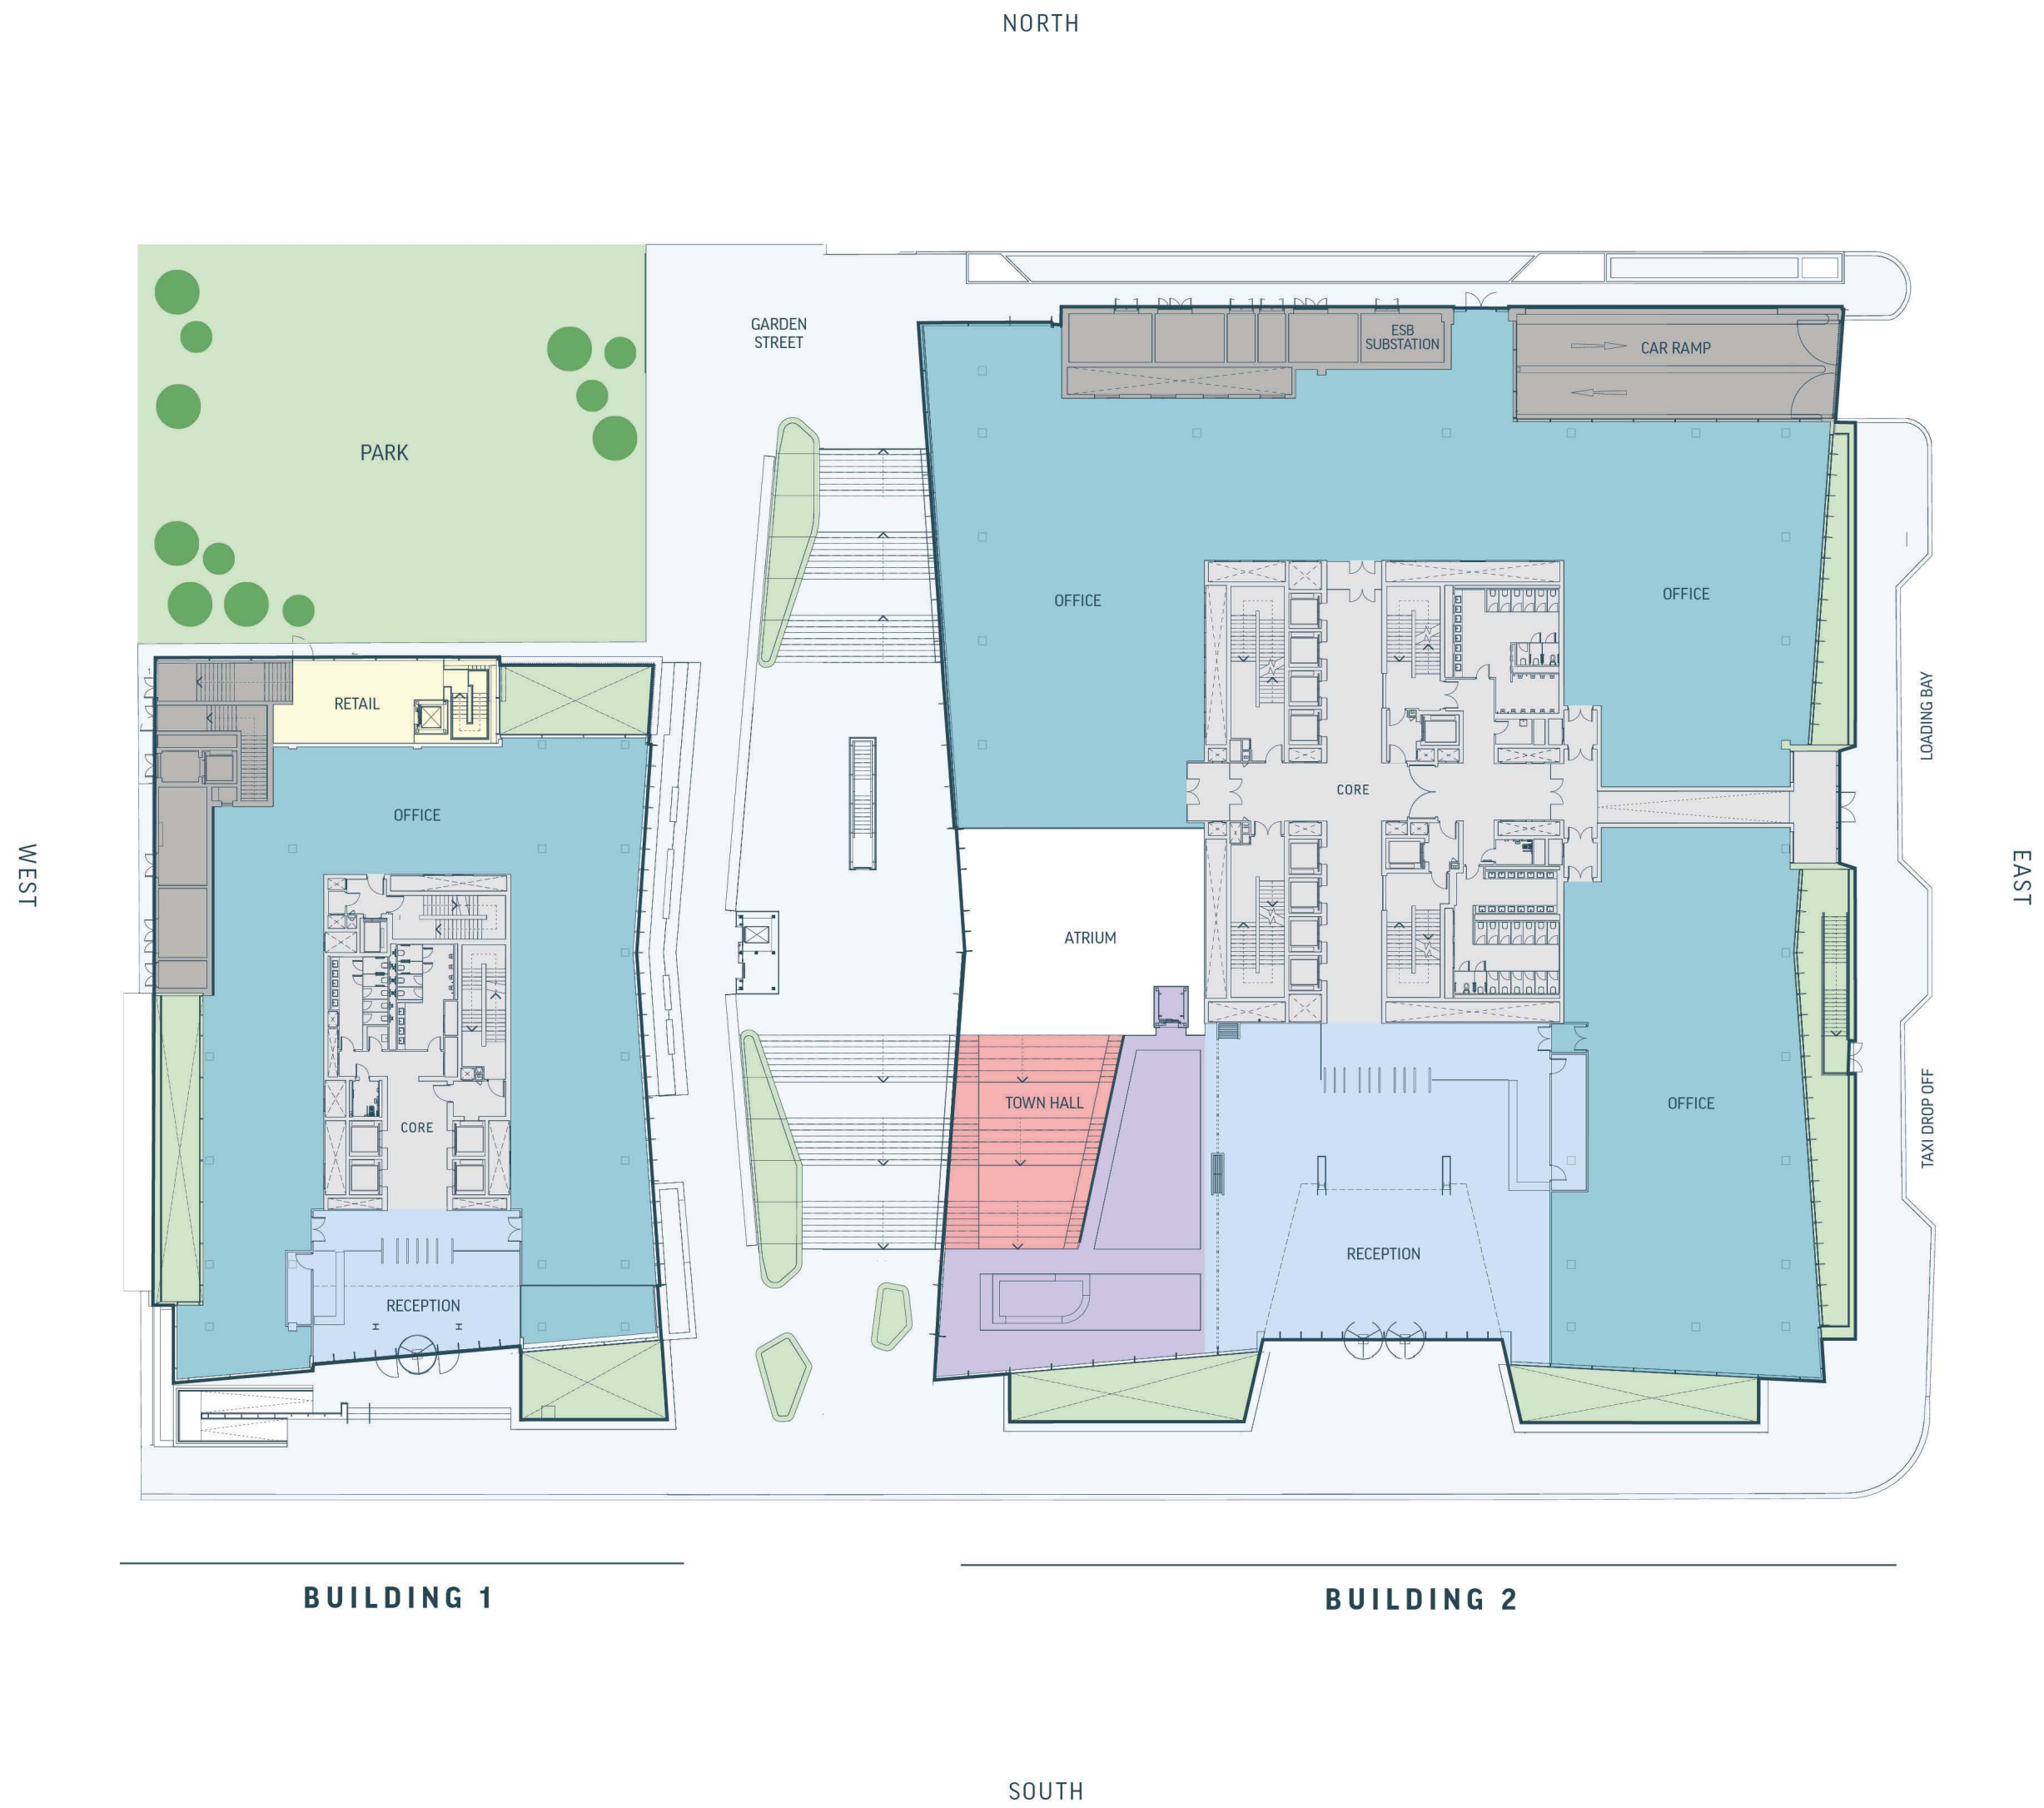 NORTH
GARDEN
STREET
ESB
SUBSTATION
CAR RAMP
PARK
OFFICE
OFFICE
RETAIL
LOADING BAY
OFFICE
CORE
WEST
EAST
ATRIUM
TOWN HALL
OFFICE
TAXI DROP OFF
CORE
RECEPTION
RECEPTION
BUILDING 1
BUILDING 2
SOUTH